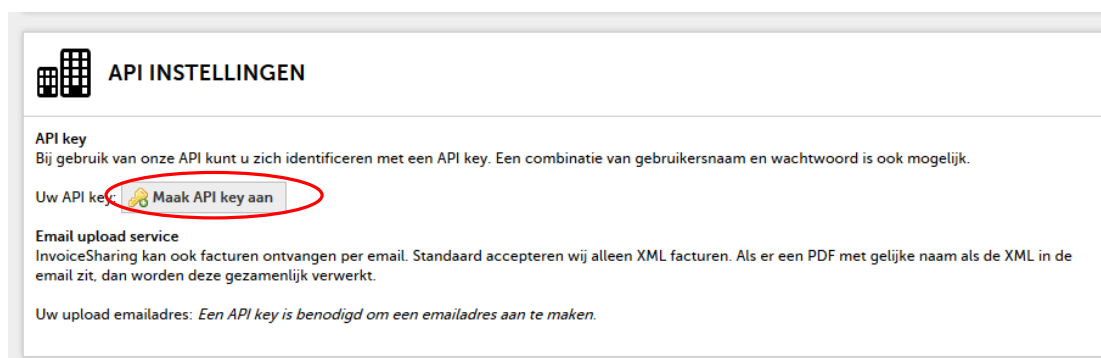 API INSTELLINGEN
API key
Bij gebruik van onze API kunt u zich identificeren met een API key. Een combinatie van gebruikersnaam en wachtwoord is ook mogelijk.
Uw API key: Maak API key aan
Email upload service
InvoiceSharing kan ook facturen ontvangen per email. Standaard accepteren wij alleen XML facturen. Als er een PDF met gelijke naam als de XML in de
email zit, dan worden deze gezamenlijk verwerkt.
Uw upload emailadres: Een API key is benodigd om een emailadres aan te maken.